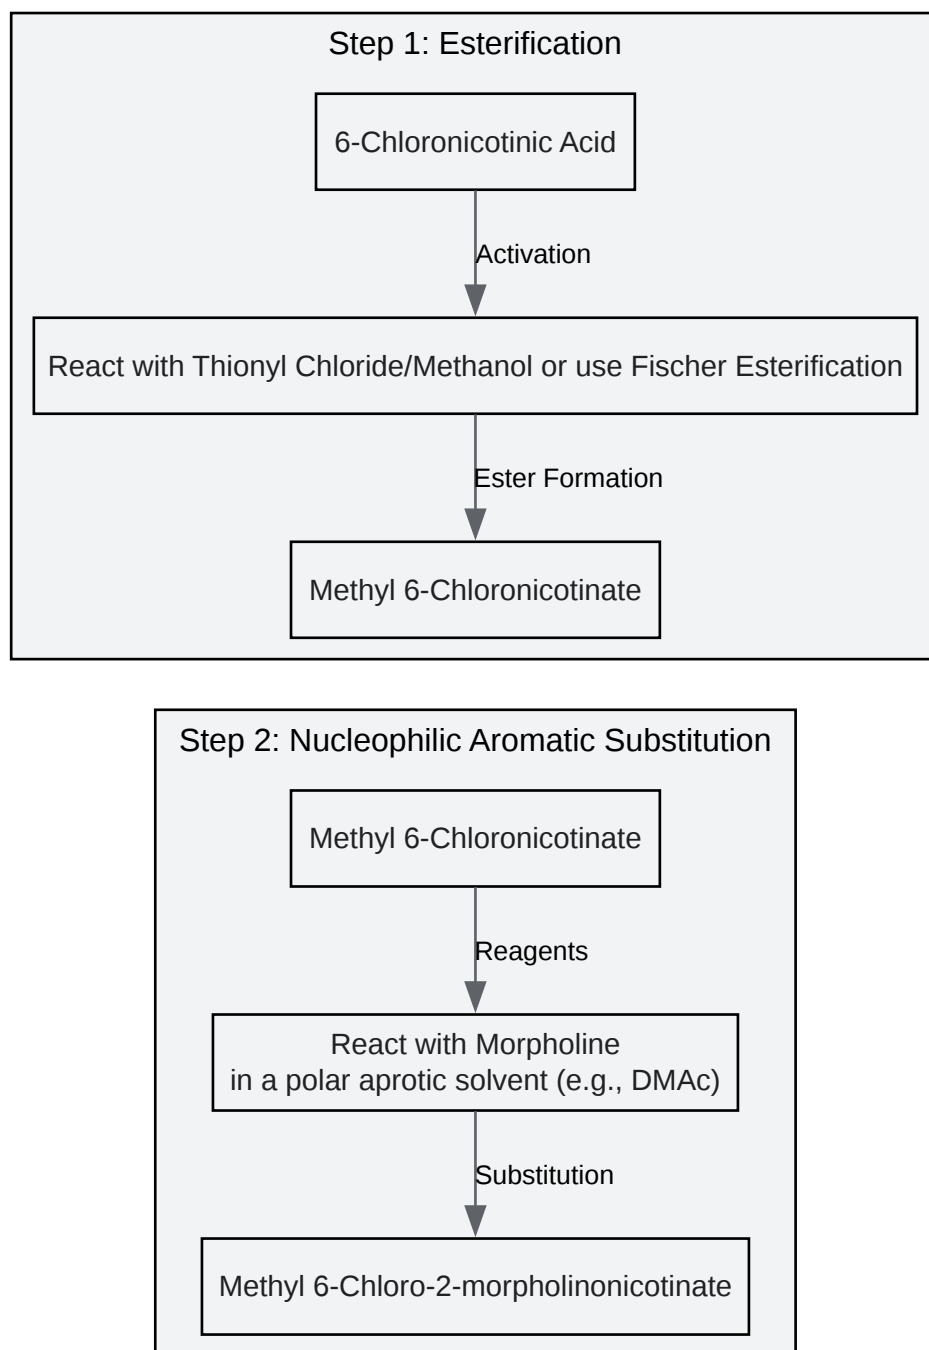 Step 1: Esterification
6-Chloronicotinic Acid
Activation
React with Thionyl Chloride/Methanol or use Fischer Esterification
Ester Formation
Methyl 6-Chloronicotinate
Step 2: Nucleophilic Aromatic Substitution
Methyl 6-Chloronicotinate
Reagents
React with Morpholine
in a polar aprotic solvent (e.g., DMAc)
Substitution
Methyl 6-Chloro-2-morpholinonicotinate